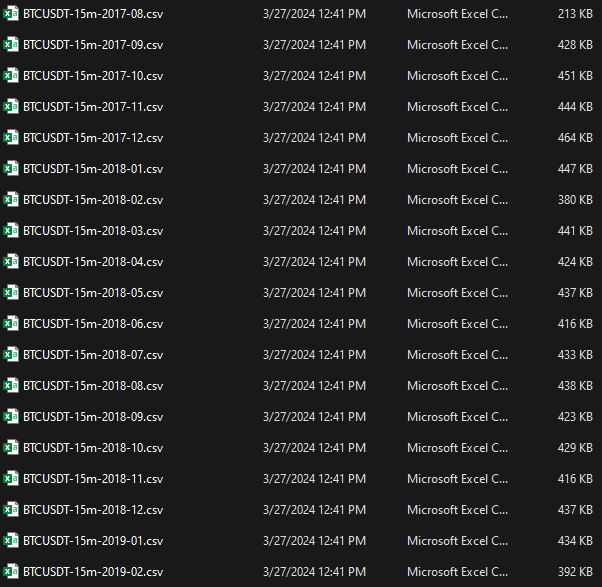 BTCUSDT-15m-2017-08.csv 3/27/2024 12:41 PM Microsoft Excel C... 213 KB
BTCUSDT-15m-2017-09.csv 3/27/2024 12:41 PM Microsoft Excel C... 428 KB
BTCUSDT-15m-2017-10.csv 3/27/2024 12:41 PM Microsoft Excel C... 451 KB
BTCUSDT-15m-2017-11.csv 3/27/2024 12:41 PM Microsoft Excel C... 444 KB
BTCUSDT-15m-2017-12.csv 3/27/2024 12:41 PM Microsoft Excel C... 464 KB
BTCUSDT-15m-2018-01.csv 3/27/2024 12:41 PM Microsoft Excel C... 447 KB
BTCUSDT-15m-2018-02.csv 3/27/2024 12:41 PM Microsoft Excel C... 380 KB
BTCUSDT-15m-2018-03.csv 3/27/2024 12:41 PM Microsoft Excel C... 441 KB
BTCUSDT-15m-2018-04.csv 3/27/2024 12:41 PM Microsoft Excel C... 424 KB
BTCUSDT-15m-2018-05.csv 3/27/2024 12:41 PM Microsoft Excel C... 437 KB
BTCUSDT-15m-2018-06.csv 3/27/2024 12:41 PM Microsoft Excel C... 416 KB
BTCUSDT-15m-2018-07.csv 3/27/2024 12:41 PM Microsoft Excel C... 433 KB
BTCUSDT-15m-2018-08.csv 3/27/2024 12:41 PM Microsoft Excel C... 438 KB
BTCUSDT-15m-2018-09.csv 3/27/2024 12:41 PM Microsoft Excel C... 423 KB
BTCUSDT-15m-2018-10.csv 3/27/2024 12:41 PM Microsoft Excel C... 429 KB
BTCUSDT-15m-2018-11.csv 3/27/2024 12:41 PM Microsoft Excel C... 416 KB
BTCUSDT-15m-2018-12.csv 3/27/2024 12:41 PM Microsoft Excel C... 437 KB
BTCUSDT-15m-2019-01.csv 3/27/2024 12:41 PM Microsoft Excel C... 434 KB
BTCUSDT-15m-2019-02.csv 3/27/2024 12:41 PM Microsoft Excel C... 392 KB